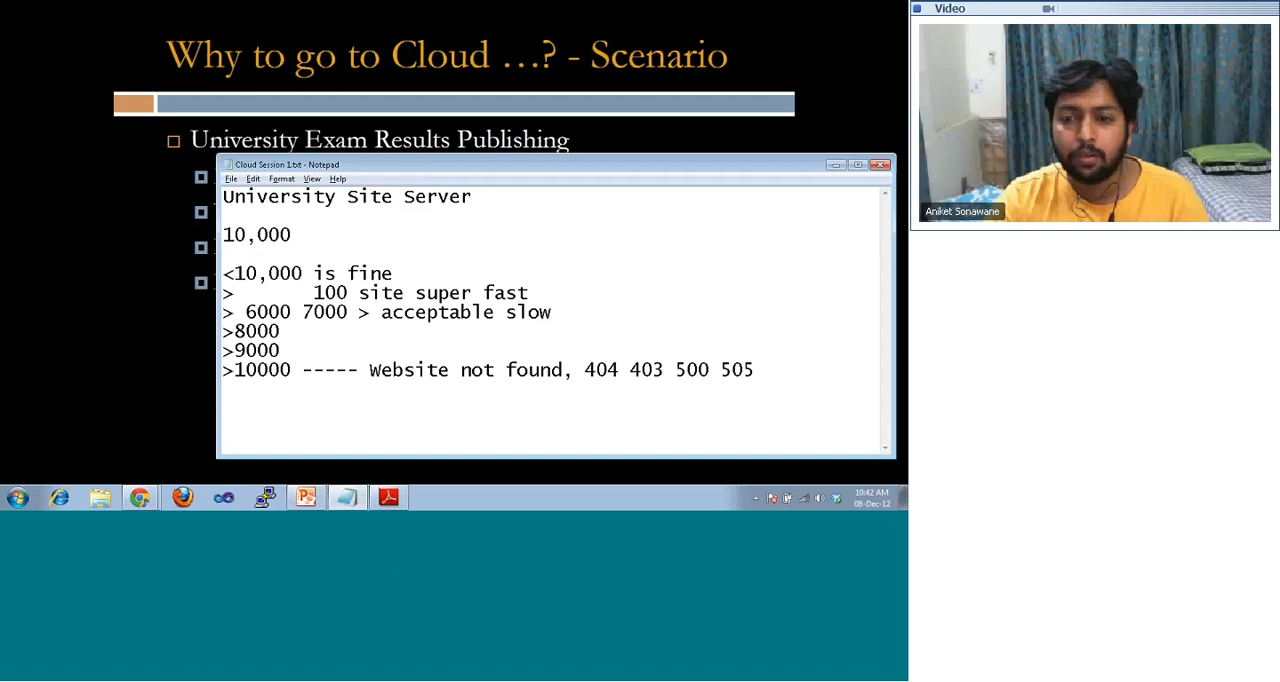 Why to go to Cloud …? - Scenario
University Exam Results Publishing
Cloud Session 1.txt - Notepad
File Edit Format View Help
University Site Server
10,000
<10,000 is fine
> 100 site super fast
> 6000 7000 > acceptable slow
>8000
>9000
>10000 ----- Website not found, 404 403 500 505
10:42 AM
08-Dec-12
Video
Aniket Sonawane